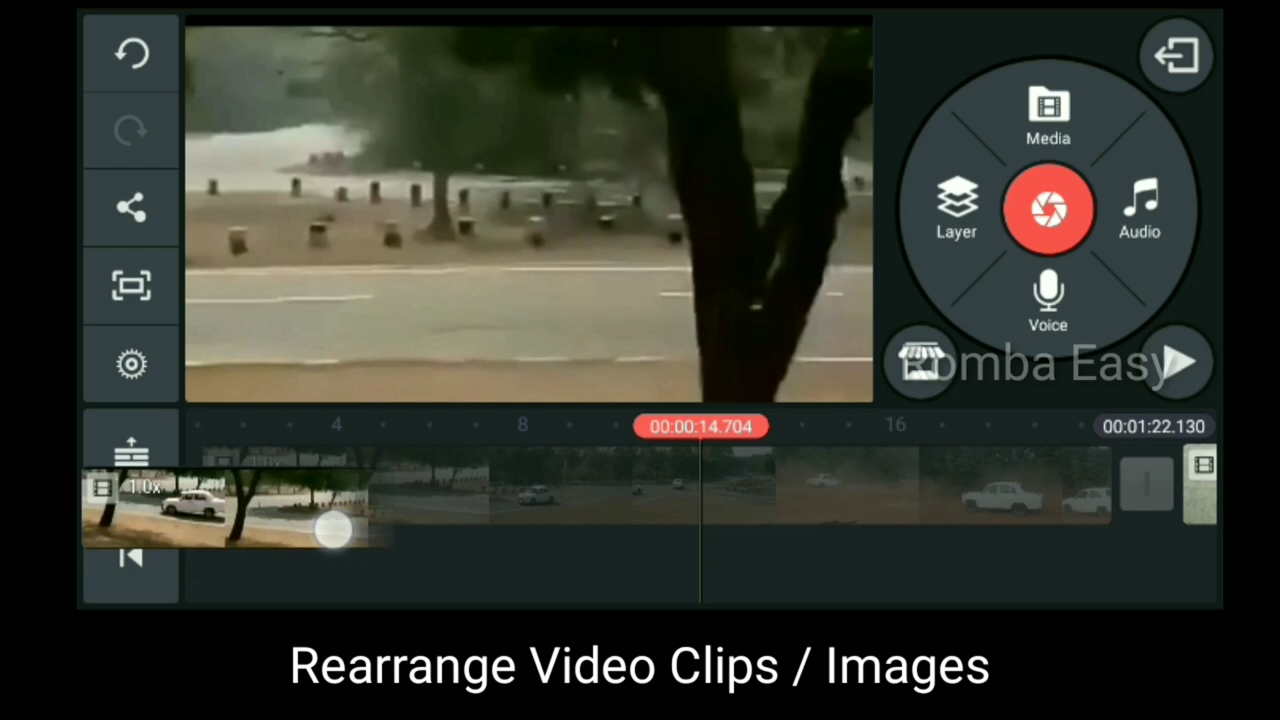 Media
Layer
Audio
Voice
Romba Easy
4
8
00:00:14.704
16
00:01:22.130
1.0x
Rearrange Video Clips / Images